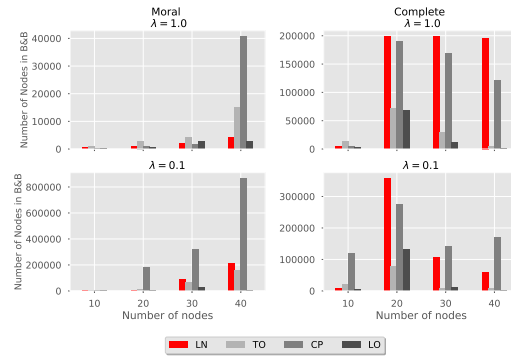 Moral
Complete
λ = 1.0
λ = 1.0
Number of Nodes in B&B
40000
30000
20000
10000
0
200000
150000
100000
50000
0
λ = 0.1
λ = 0.1
Number of Nodes in B&B
800000
600000
400000
200000
0
300000
200000
100000
0
10 20 30 40
10 20 30 40
Number of nodes
Number of nodes
LN TO CP LO